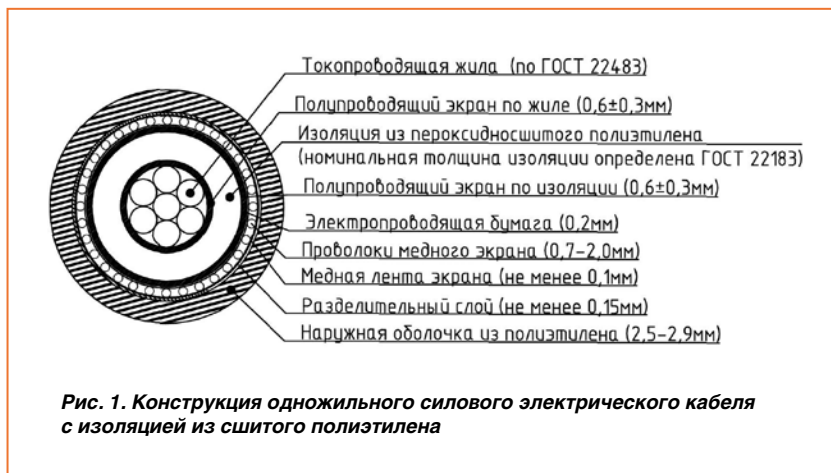 Токопроводящая жила (по ГОСТ 22483)
Полупроводящий экран по жиле (0,6±0,3мм)
Изоляция из пероксидносшитого полиэтилена
(номинальная толщина изоляции определена ГОСТ 22183)
Полупроводящий экран по изоляции (0,6±0,3мм)
Электропроводящая бумага (0,2мм)
Проволоки медного экрана (0,7–2,0мм)
Медная лента экрана (не менее 0,1мм)
Разделительный слой (не менее 0,15мм)
Наружная оболочка из полиэтилена (2,5–2,9мм)
Рис. 1. Конструкция одножильного силового электрического кабеля
с изоляцией из сшитого полиэтилена